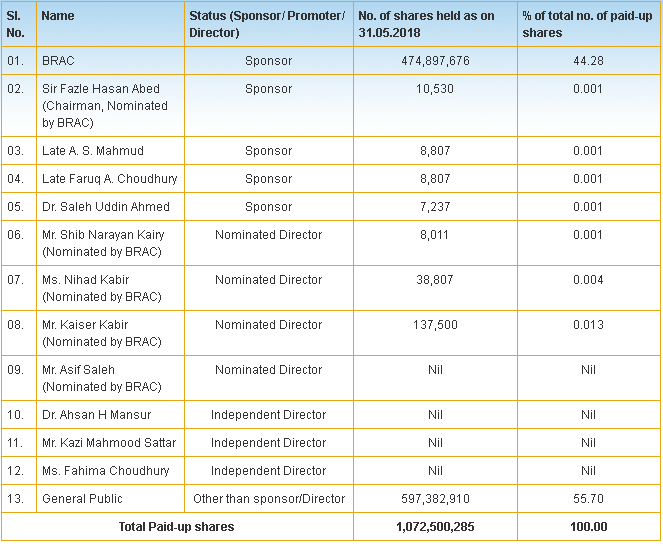 Sl. No. Name Status (Sponsor/ Promoter/ Director) No. of shares held as on 31.05.2018 % of total no. of paid-up shares
01. BRAC Sponsor 474,897,676 44.28
02. Sir Fazle Hasan Abed (Chairman, Nominated by BRAC) Sponsor 10,530 0.001
03. Late A. S. Mahmud Sponsor 8,807 0.001
04. Late Faruq A. Choudhury Sponsor 8,807 0.001
05. Dr. Saleh Uddin Ahmed Sponsor 7,237 0.001
06. Mr. Shib Narayan Kairy (Nominated by BRAC) Nominated Director 8,011 0.001
07. Ms. Nihad Kabir (Nominated by BRAC) Nominated Director 38,807 0.004
08. Mr. Kaiser Kabir (Nominated by BRAC) Nominated Director 137,500 0.013
09. Mr. Asif Saleh (Nominated by BRAC) Nominated Director Nil Nil
10. Dr. Ahsan H Mansur Independent Director Nil Nil
11. Mr. Kazi Mahmood Sattar Independent Director Nil Nil
12. Ms. Fahima Choudhury Independent Director Nil Nil
13. General Public Other than sponsor/Director 597,382,910 55.70
Total Paid-up shares 1,072,500,285 100.00